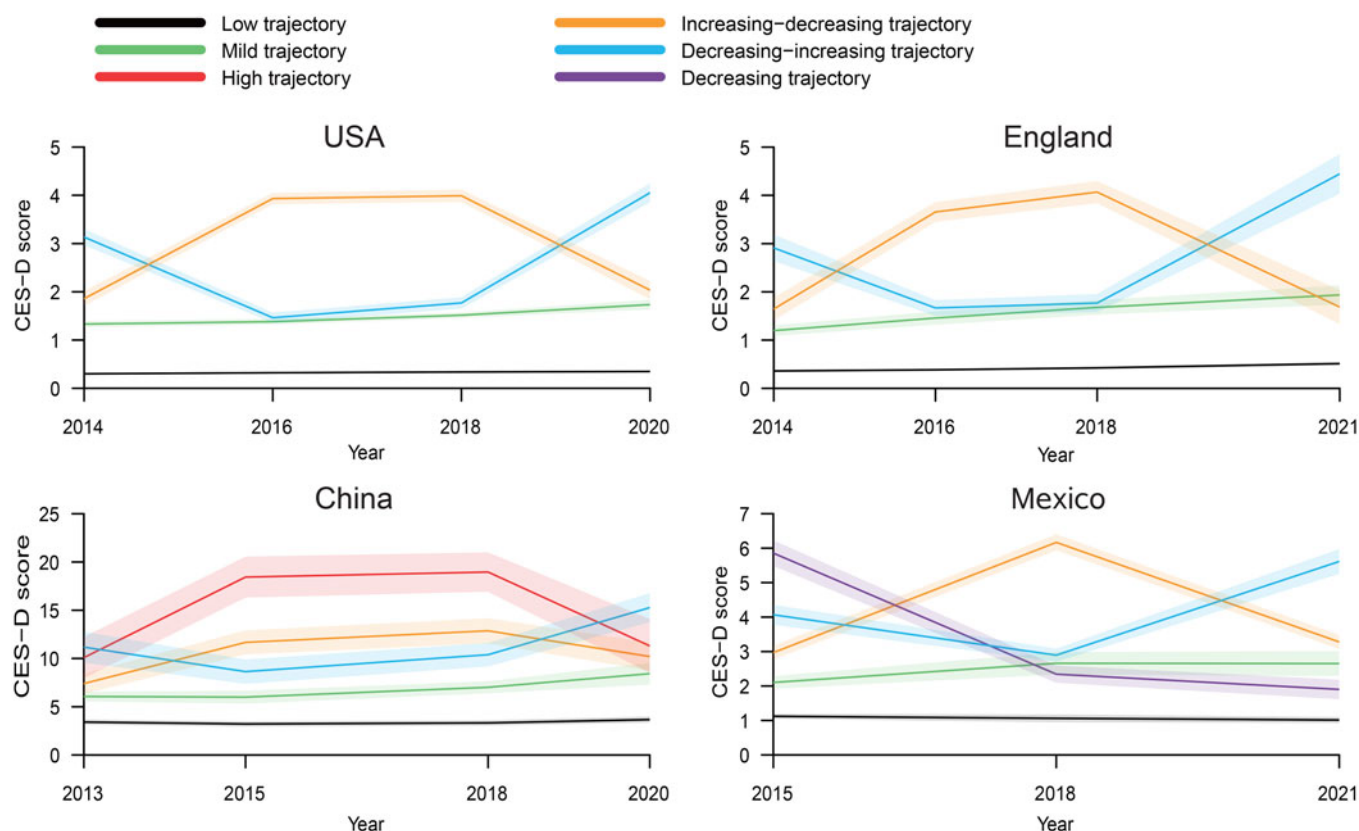 Low trajectory
Mild trajectory
High trajectory
Increasing−decreasing trajectory
Decreasing−increasing trajectory
Decreasing trajectory
USA
CES−D score
5
4
3
2
1
0
2014 2016 2018 2020
Year
England
CES−D score
5
4
3
2
1
0
2014 2016 2018 2021
Year
China
CES−D score
25
20
15
10
5
0
2013 2015 2018 2020
Year
Mexico
CES−D score
7
6
5
4
3
2
1
0
2015 2018 2021
Year